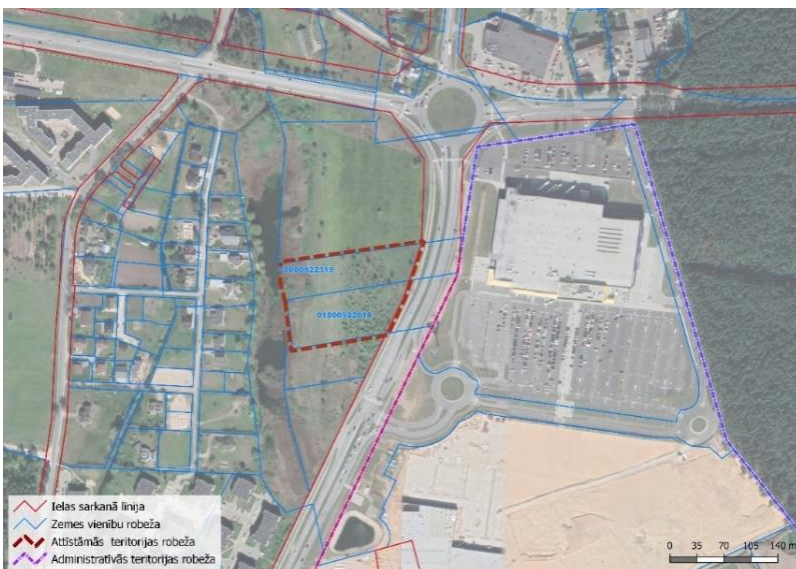 01000922319
01000922018
Ielas sarkanā līnija
Zemes vienību robeža
Attīstāmās teritorijas robeža
Administratīvās teritorijas robeža
0 35 70 105 140 m